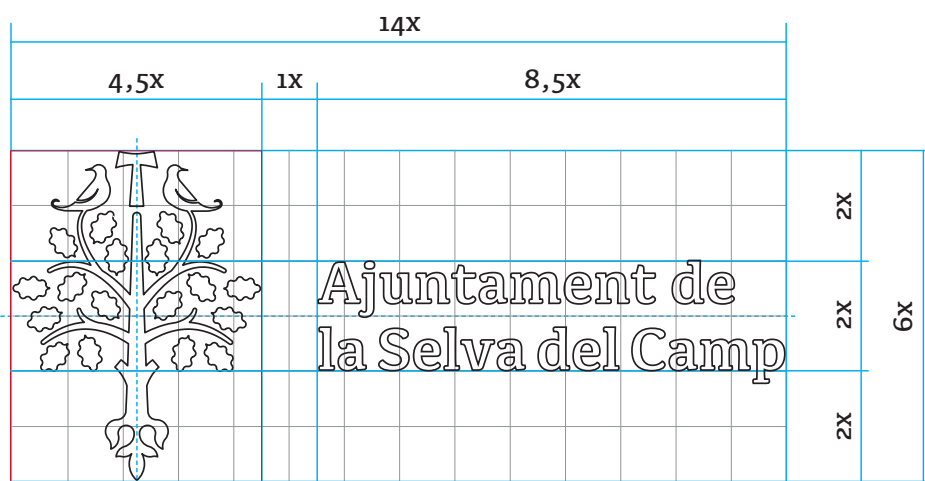 14x
4,5x 1x 8,5x
2x
Ajuntament de
2x
6x
la Selva del Camp
2x